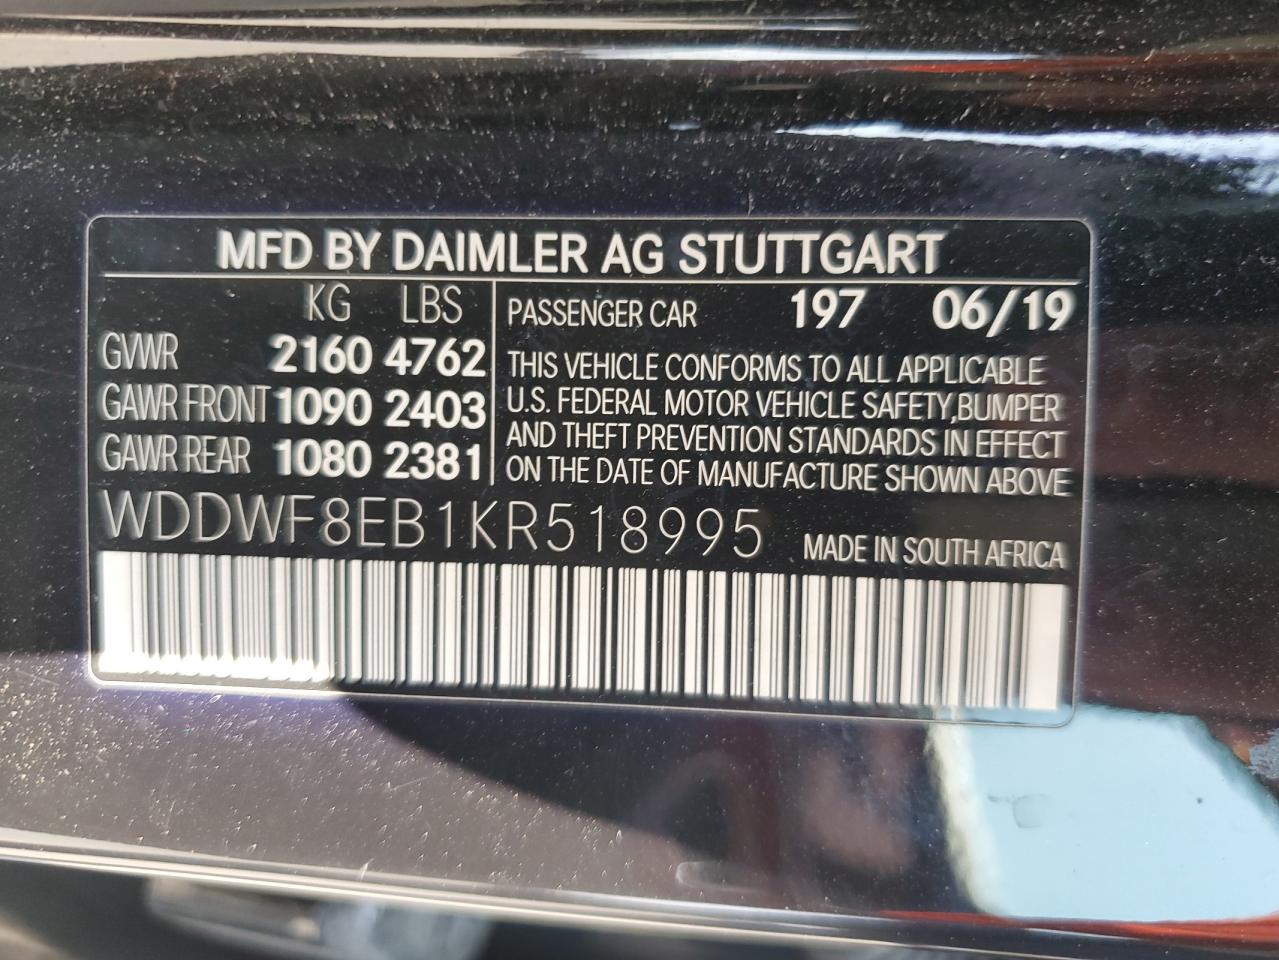 MFD BY DAIMLER AG STUTTGART
KG LBS
GVWR 2160 4762
GAWR FRONT 1090 2403
GAWR REAR 1080 2381
PASSENGER CAR 197 06/19
THIS VEHICLE CONFORMS TO ALL APPLICABLE
U.S. FEDERAL MOTOR VEHICLE SAFETY,BUMPER
AND THEFT PREVENTION STANDARDS IN EFFECT
ON THE DATE OF MANUFACTURE SHOWN ABOVE
WDDWF8EB1KR518995 MADE IN SOUTH AFRICA